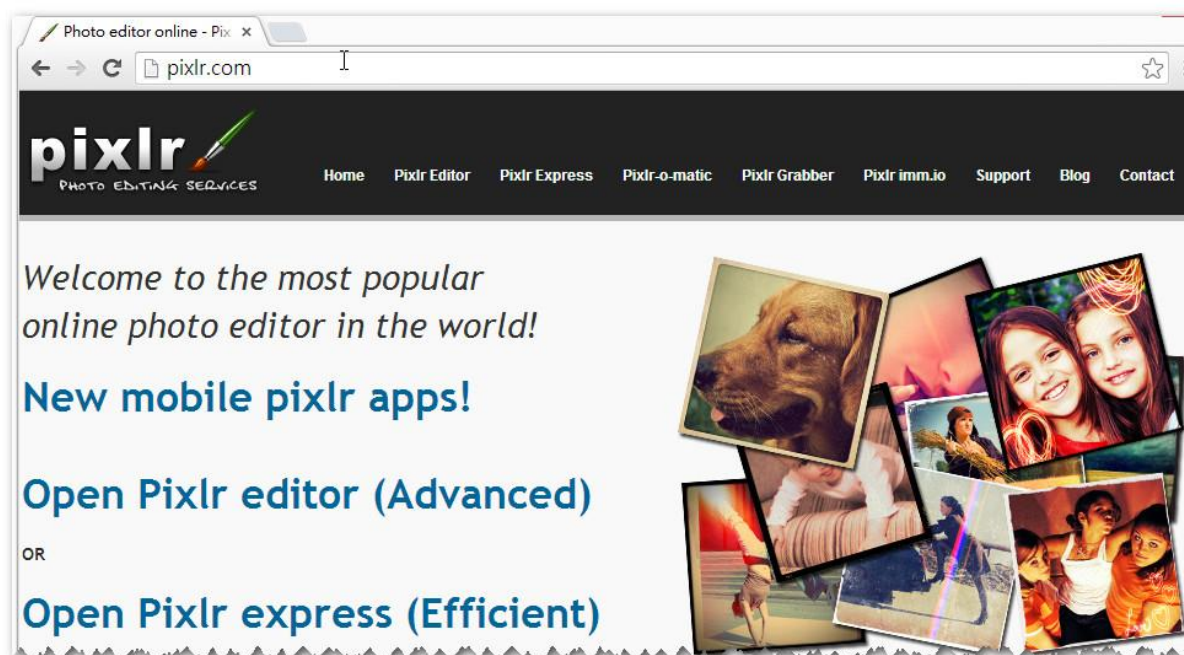 Photo editor online - Pix
pixlr.com
pixlr
PHOTO EDITING SERVICES
Home Pixlr Editor Pixlr Express Pixlr-o-matic Pixlr Grabber Pixlr imm.io Support Blog Contact
Welcome to the most popular
online photo editor in the world!
New mobile pixlr apps!
Open Pixlr editor (Advanced)
OR
Open Pixlr express (Efficient)